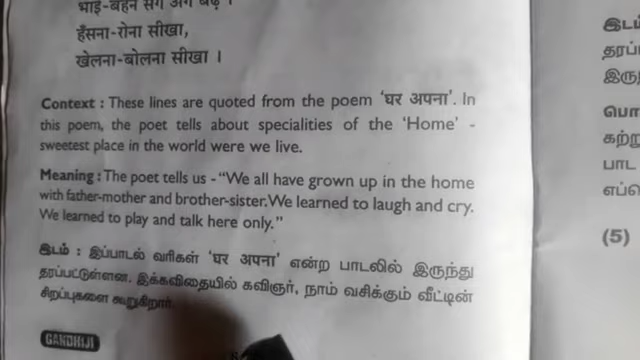 भाई-बहन संग अंग बढ़े ।
हँसना-रोना सीखा,
खेलना-बोलना सीखा ।
Context : These lines are quoted from the poem ‘घर अपना’. In
this poem, the poet tells about specialities of the ‘Home’ -
sweetest place in the world were we live.
Meaning : The poet tells us - “We all have grown up in the home
with father-mother and brother-sister. We learned to laugh and cry.
We learned to play and talk here only.”
இடம் : இப்பாடல் வரிகள் ‘घर अपना’ என்ற பாடலில் இருந்து
தரப்பட்டுள்ளன. இக்கவிதையில் கவிஞர், நாம் வசிக்கும் வீட்டின்
சிறப்புகளை கூறுகிறார்.
GANDHIJI
இடம்
தரப்
இரு
பொ
கற்று
பாட
எப்
(5)